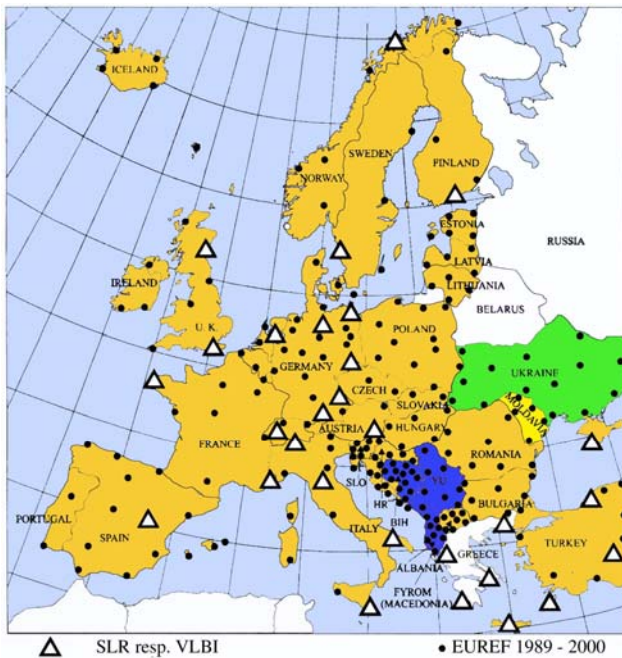 ICELAND
SWEDEN
FINLAND
NORWAY
ESTONIA
RUSSIA
LATVIA
LITHUANIA
IRELAND
BELARUS
U.K.
POLAND
GERMANY
UKRAINE
CZECH
SLOVAKIA
MOLDAVIA
AUSTRIA
HUNGARY
FRANCE
ROMANIA
SLO
YU
HR
BULGARIA
PORTUGAL
SPAIN
ITALY
BIH
GREECE
TURKEY
ALBANIA
FYROM
(MACEDONIA)
SLR resp. VLBI
EUREF 1989 - 2000